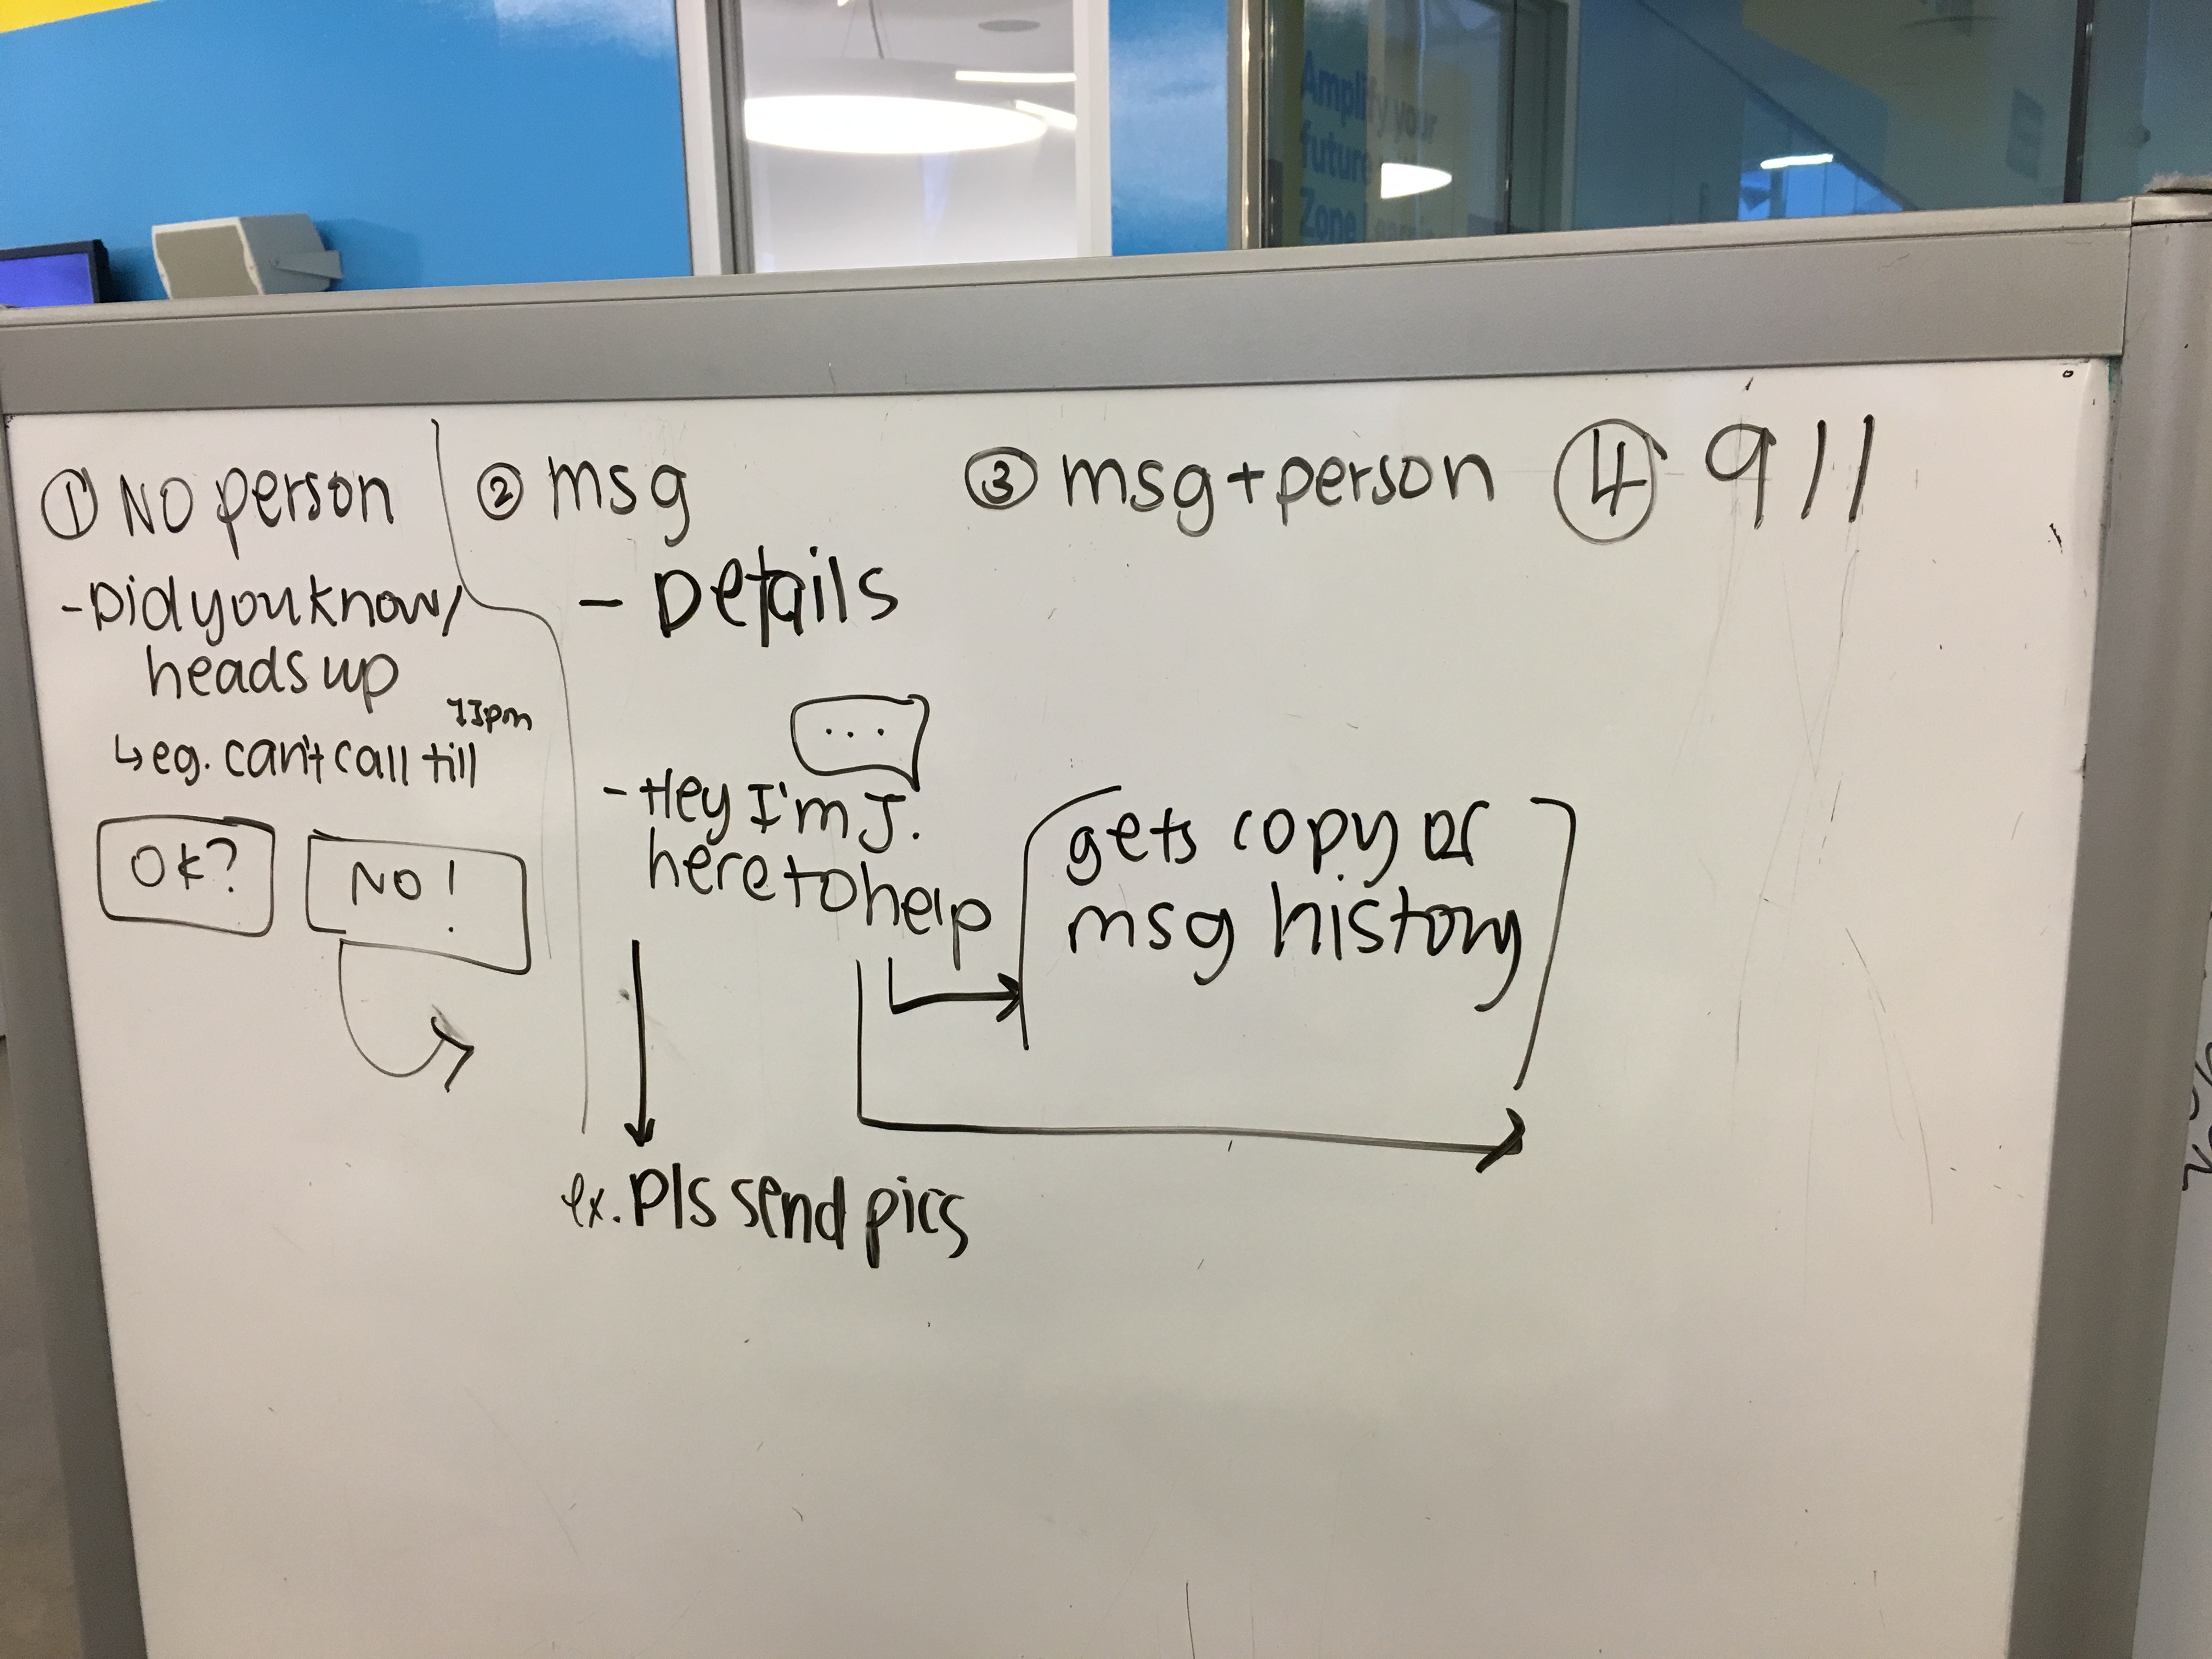 Amplify your
future
Zone
① NO person
- Did you know/
heads up
↳ eg. can't call till 11pm
OK?
NO!
② msg
- Details
...
- Hey I'm J.
here to help
ex. Pls send pics
③ msg + person
gets copy of
msg history
④ 911